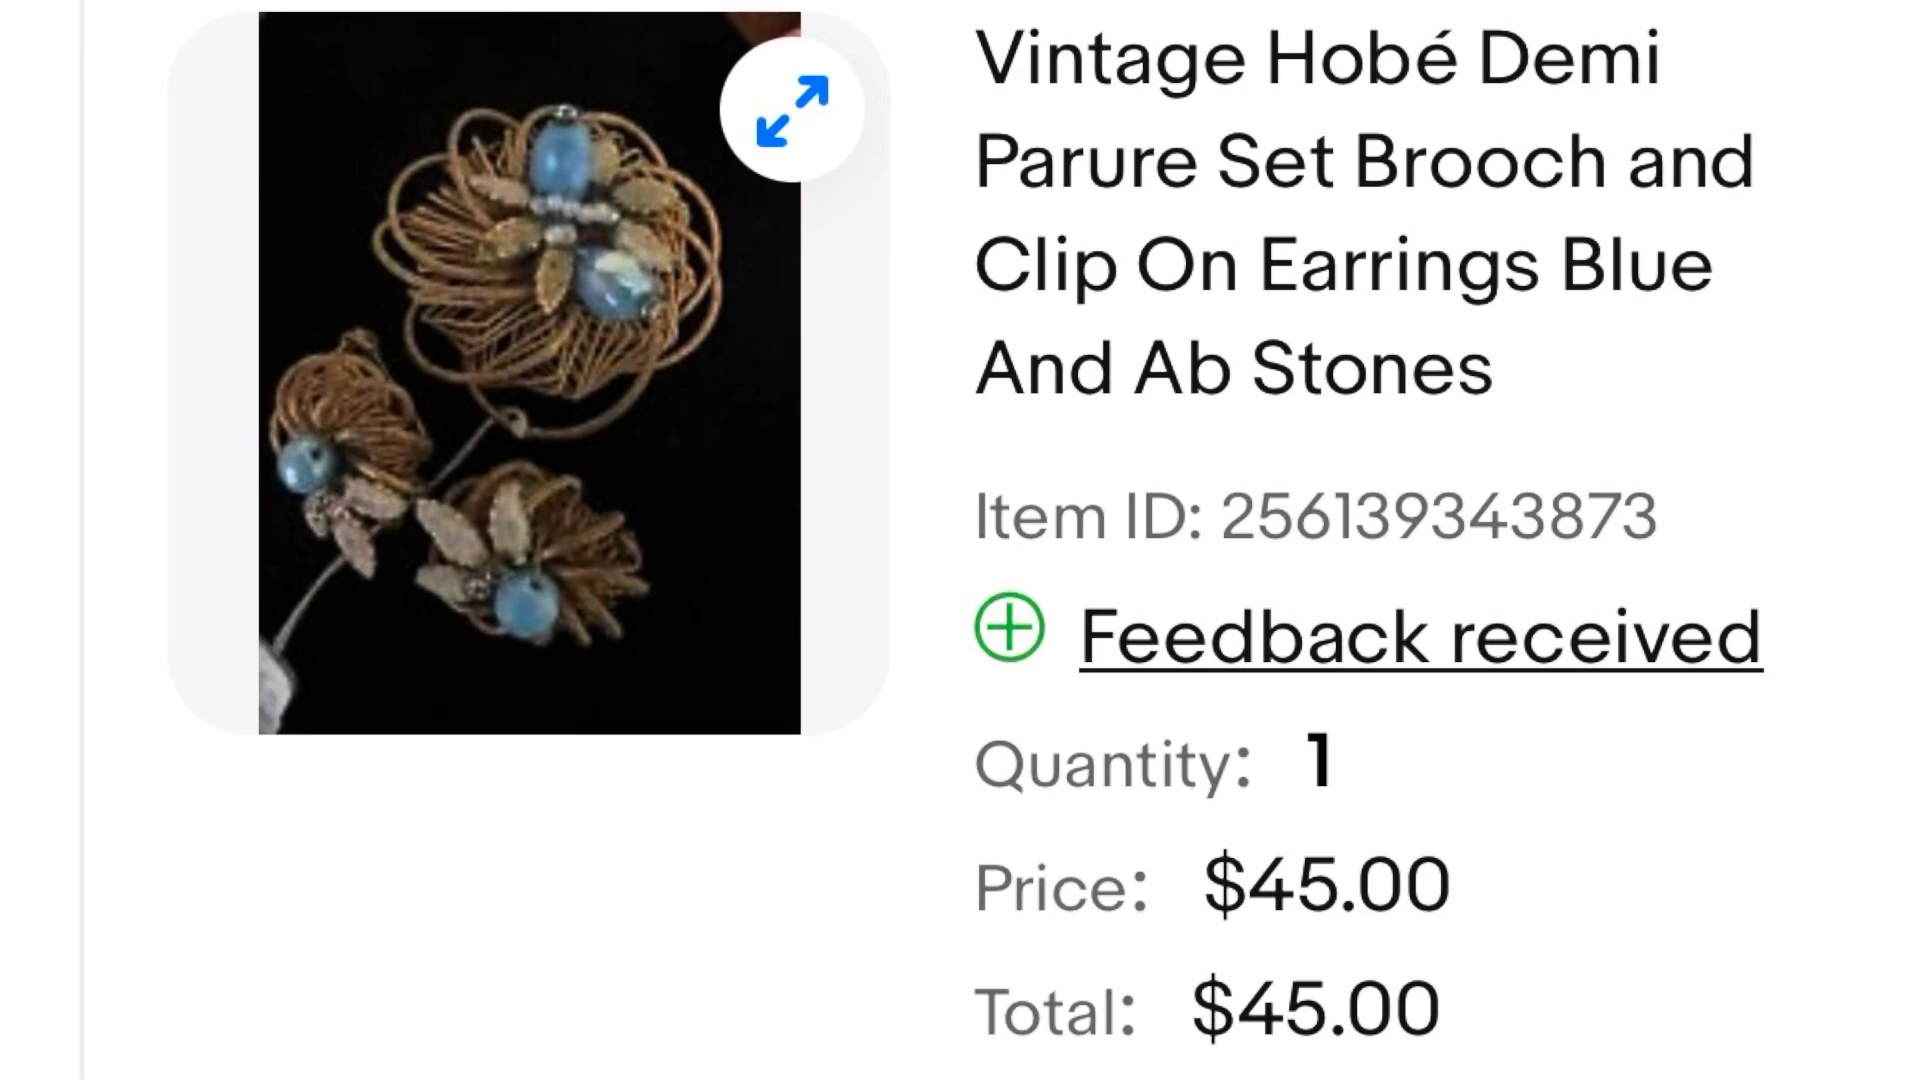 Vintage Hobé Demi
Parure Set Brooch and
Clip On Earrings Blue
And Ab Stones
Item ID: 256139343873
Feedback received
Quantity: 1
Price: $45.00
Total: $45.00